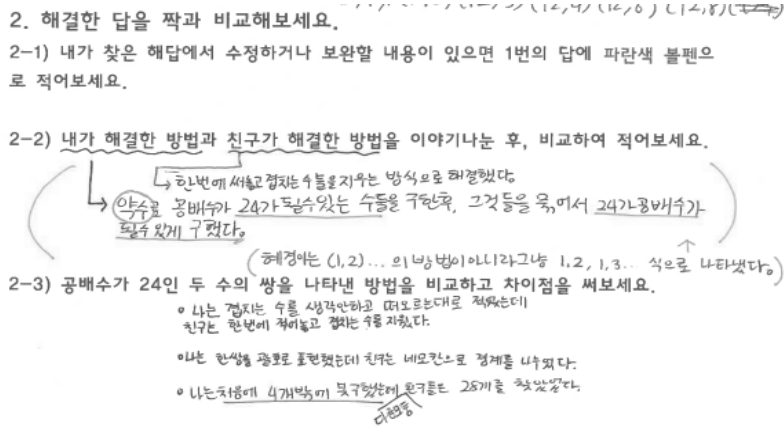 (12,4) (12,6) (12,8)
2. 해결한 답을 짝과 비교해보세요.
2-1) 내가 찾은 해답에서 수정하거나 보완할 내용이 있으면 1번의 답에 파란색 볼펜으
로 적어보세요.
2-2) 내가 해결한 방법과 친구가 해결한 방법을 이야기나눈 후, 비교하여 적어보세요.
한번에 써놓고 겹치는 수들을 지우는 방식으로 해결했다.
약수로 공배수가 24가 될수있는 수들을 구한후, 그것들을 묶어서 24가 공배수가
될수 있게 구했다.
(혜경이는 (1,2)... 의 방법이아니라그냥 1,2, 1,3... 식으로 나타냈다.)
2-3) 공배수가 24인 두 수의 쌍을 나타낸 방법을 비교하고 차이점을 써보세요.
나는 겹치는 수를 생각안하고 떠오르는대로 적었는데
친구는 한번에 적어놓고 겹치는 수를 지웠다.
나는 한쌍을 괄호로 표현했는데 친구는 네모칸으로 경계를 나누었다.
나는처음에 4개밖에 못구했는데 친구들은 28개를 찾았었다.